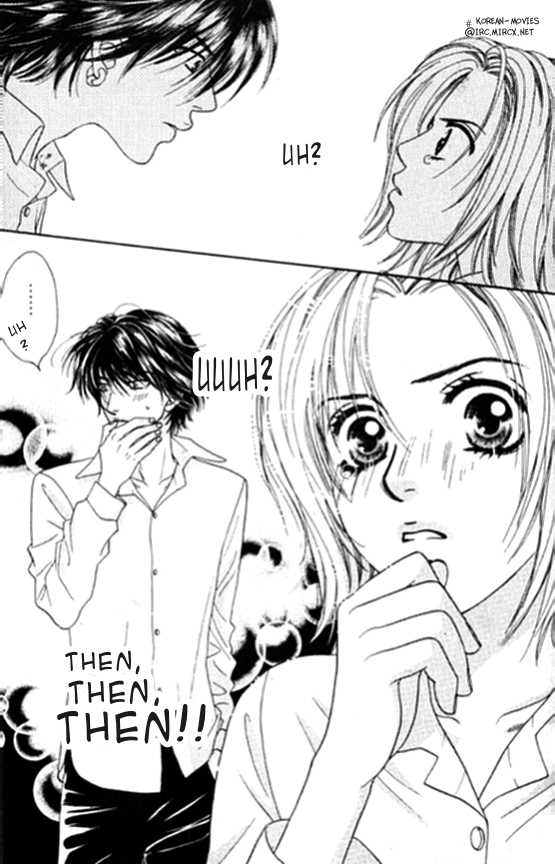 # KOREAN-MOVIES
@IRC.MIRCX.NET
UH?
........
UH
?
UUUH?
THEN,
THEN,
THEN!!